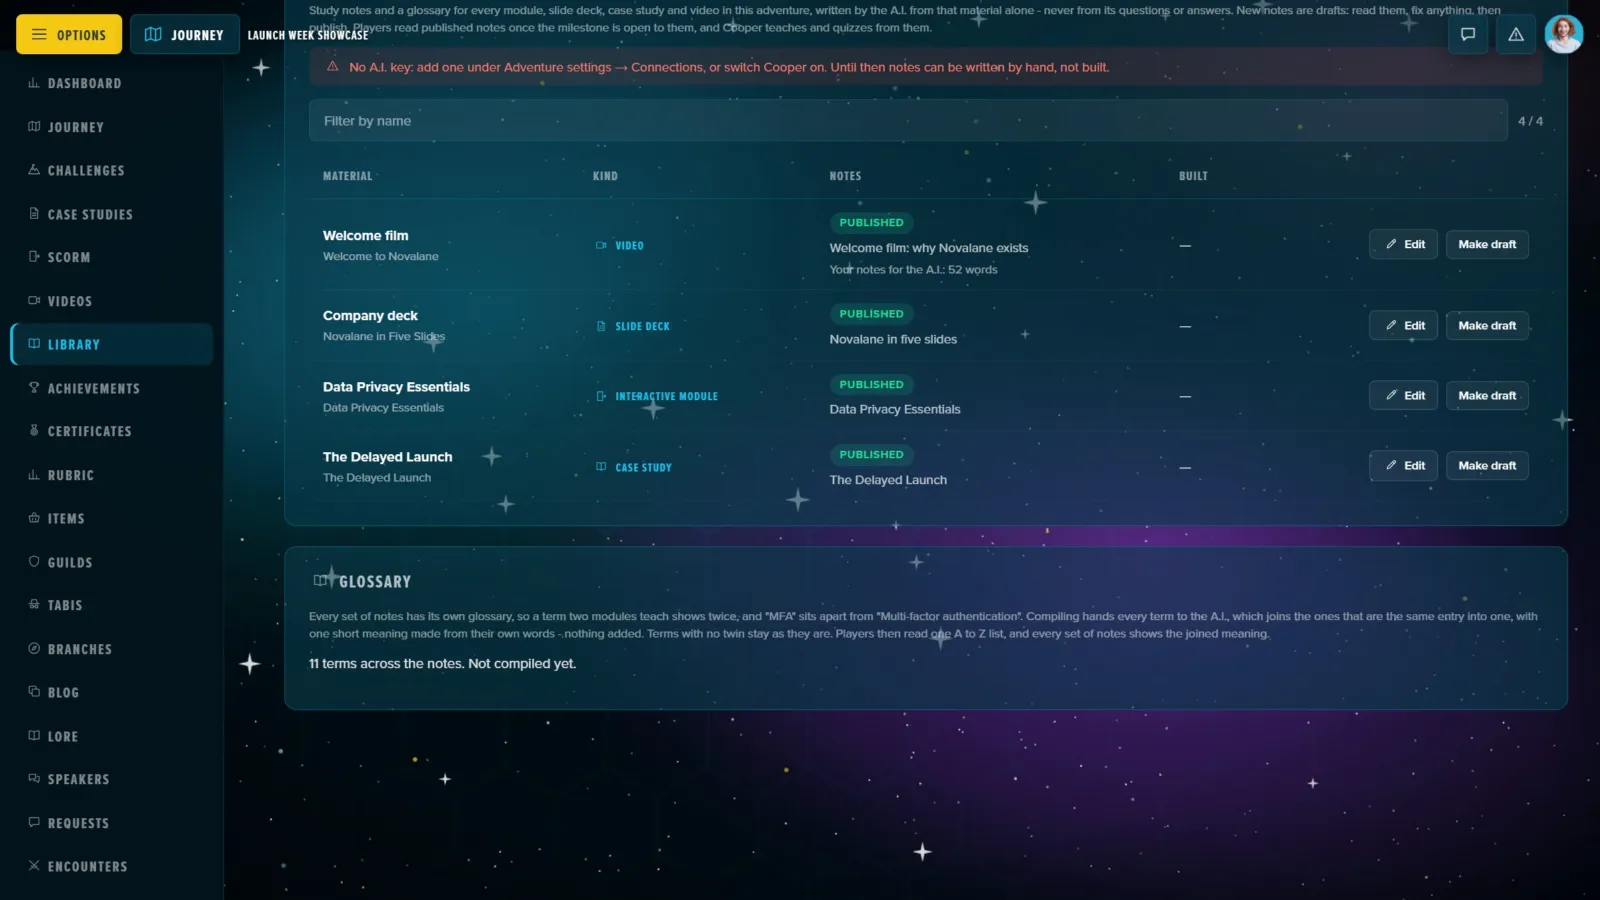 Study notes and a glossary for every module, slide deck, case study and video in this adventure, written by the A.I. from that material alone - never from its questions or answers. New notes are drafts: read them, fix anything, then
publish. Players read published notes once the milestone is open to them, and Cooper teaches and quizzes from them.
OPTIONS
JOURNEY
LAUNCH WEEK SHOWCASE
No A.I. key: add one under Adventure settings → Connections, or switch Cooper on. Until then notes can be written by hand, not built.
DASHBOARD
JOURNEY
CHALLENGES
CASE STUDIES
SCORM
VIDEOS
LIBRARY
ACHIEVEMENTS
CERTIFICATES
RUBRIC
ITEMS
GUILDS
TABIS
BRANCHES
BLOG
LORE
SPEAKERS
REQUESTS
ENCOUNTERS
Filter by name
4 / 4
MATERIAL KIND NOTES BUILT
Welcome film
Welcome to Novalane
VIDEO
PUBLISHED
Welcome film: why Novalane exists
Your notes for the A.I.: 52 words
—
Edit
Make draft
Company deck
Novalane in Five Slides
SLIDE DECK
PUBLISHED
Novalane in five slides
—
Edit
Make draft
Data Privacy Essentials
Data Privacy Essentials
INTERACTIVE MODULE
PUBLISHED
Data Privacy Essentials
—
Edit
Make draft
The Delayed Launch
The Delayed Launch
CASE STUDY
PUBLISHED
The Delayed Launch
—
Edit
Make draft
GLOSSARY
Every set of notes has its own glossary, so a term two modules teach shows twice, and "MFA" sits apart from "Multi-factor authentication". Compiling hands every term to the A.I., which joins the ones that are the same entry into one, with
one short meaning made from their own words - nothing added. Terms with no twin stay as they are. Players then read one A to Z list, and every set of notes shows the joined meaning.
11 terms across the notes. Not compiled yet.